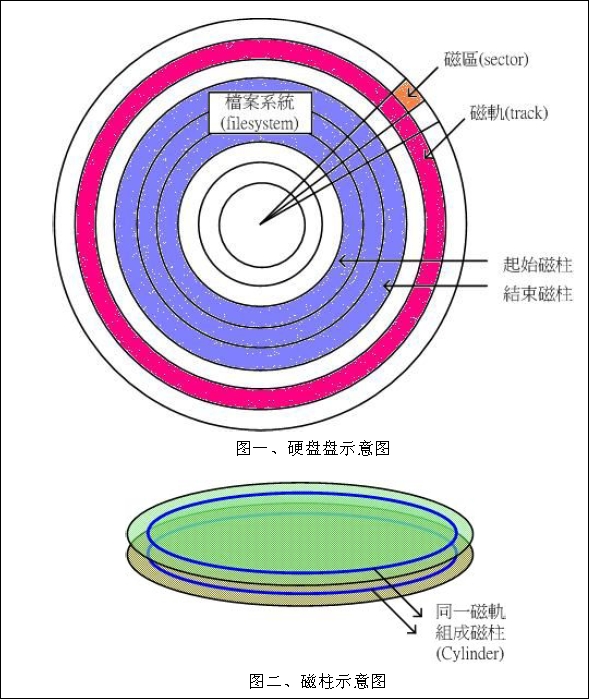 磁區(sector)
檔案系統
(filesystem)
磁軌(track)
起始磁柱
結束磁柱
图一、硬盘盘示意图
同一磁軌
組成磁柱
(Cylinder)
图二、磁柱示意图